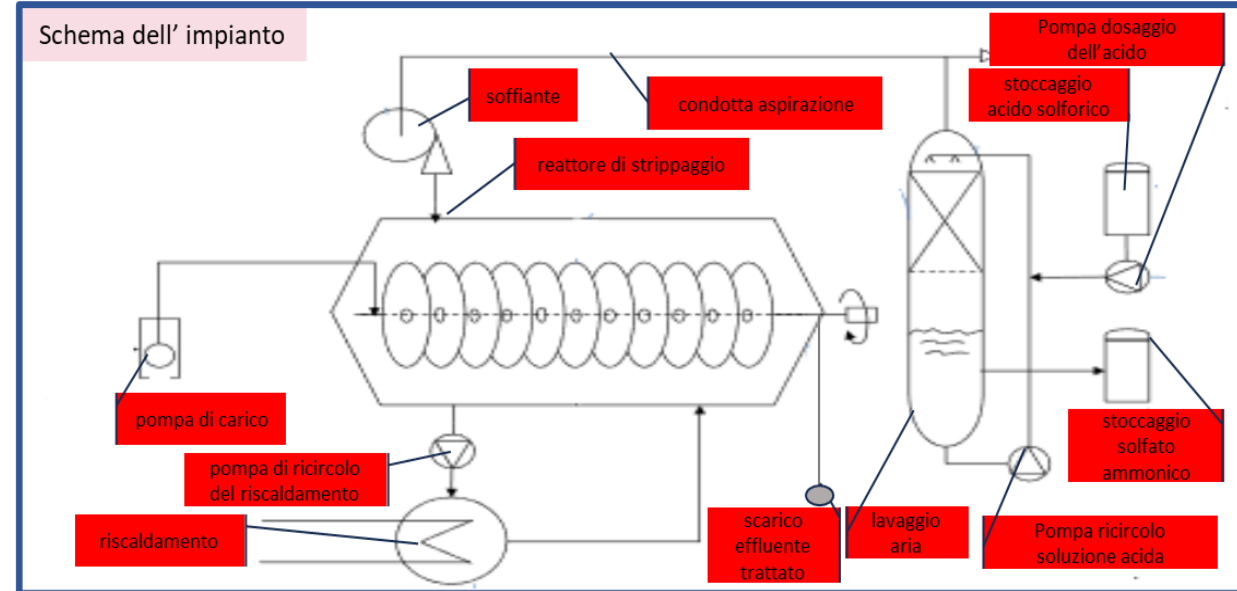 Schema dell’ impianto
Pompa dosaggio
dell’acido
soffiante
condotta aspirazione
stoccaggio
acido solforico
reattore di strippaggio
pompa di carico
pompa di ricircolo
del riscaldamento
stoccaggio
solfato
ammonico
riscaldamento
scarico
effluente
trattato
lavaggio
aria
Pompa ricircolo
soluzione acida